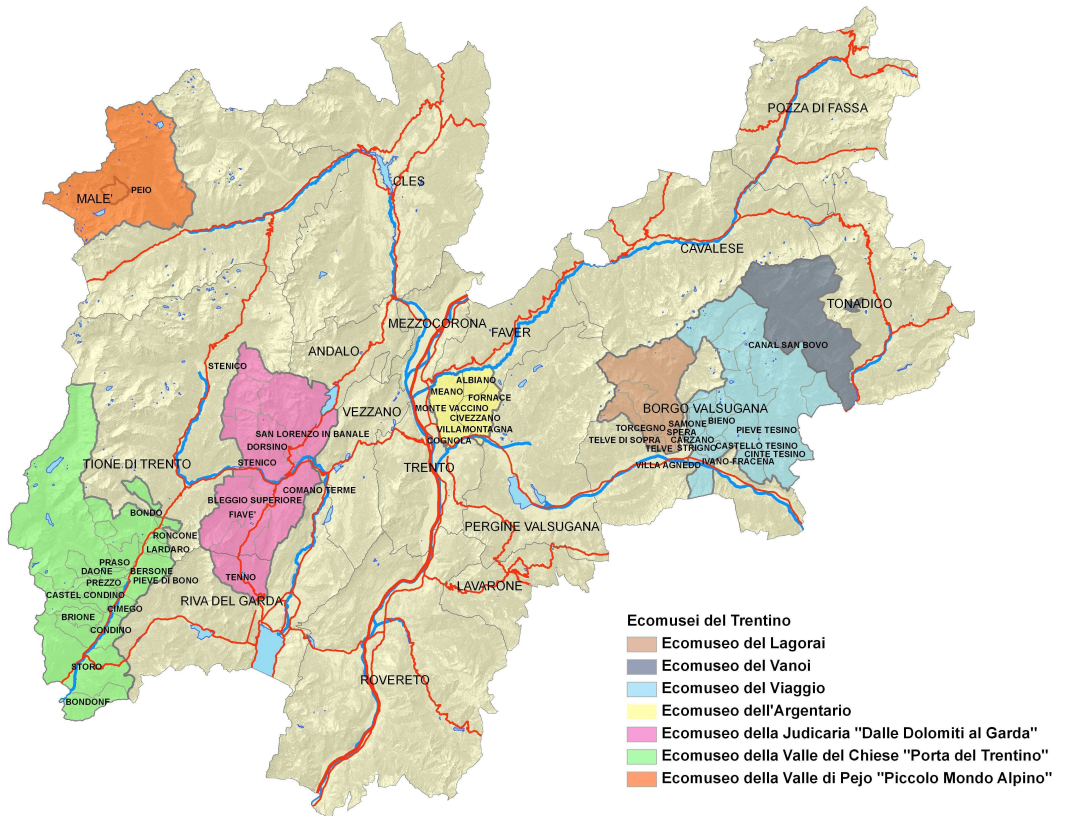 POZZA DI FASSA
MALE'
PEIO
CLES
CAVALESE
TONADICO
MEZZOCORONA
FAVER
ANDALO
CANAL SAN BOVO
STENICO
ALBIANO
MEANO
FORNACE
VEZZANO
MONTE VACCINO
CIVEZZANO
BORGO VALSUGANA
SAN LORENZO IN BANALE
VILLAMONTAGNA
COGNOLA
DORSINO
TORCEGNO
SAMONE
BIENO
SPERA
PIEVE TESINO
TELVE DI SOPRA
CARZANO
TELVE
STRIGNO
CASTELLO TESINO
CINTE TESINO
TIONE DI TRENTO
STENICO
TRENTO
VILLA AGNEDO
IVANO-FRACENA
COMANO TERME
BLEGGIO SUPERIORE
BONDO
FIAVE'
PERGINE VALSUGANA
RONCONE
LARDARO
PRASO
DAONE
BERSONE
PREZZO
PIEVE DI BONO
TENNO
LAVARONE
CASTEL CONDINO
RIVA DEL GARDA
CIMEGO
BRIONE
CONDINO
STORO
ROVERETO
BONDONE
Ecomusei del Trentino
Ecomuseo del Lagorai
Ecomuseo del Vanoi
Ecomuseo del Viaggio
Ecomuseo dell'Argentario
Ecomuseo della Judicaria "Dalle Dolomiti al Garda"
Ecomuseo della Valle del Chiese "Porta del Trentino"
Ecomuseo della Valle di Pejo "Piccolo Mondo Alpino"